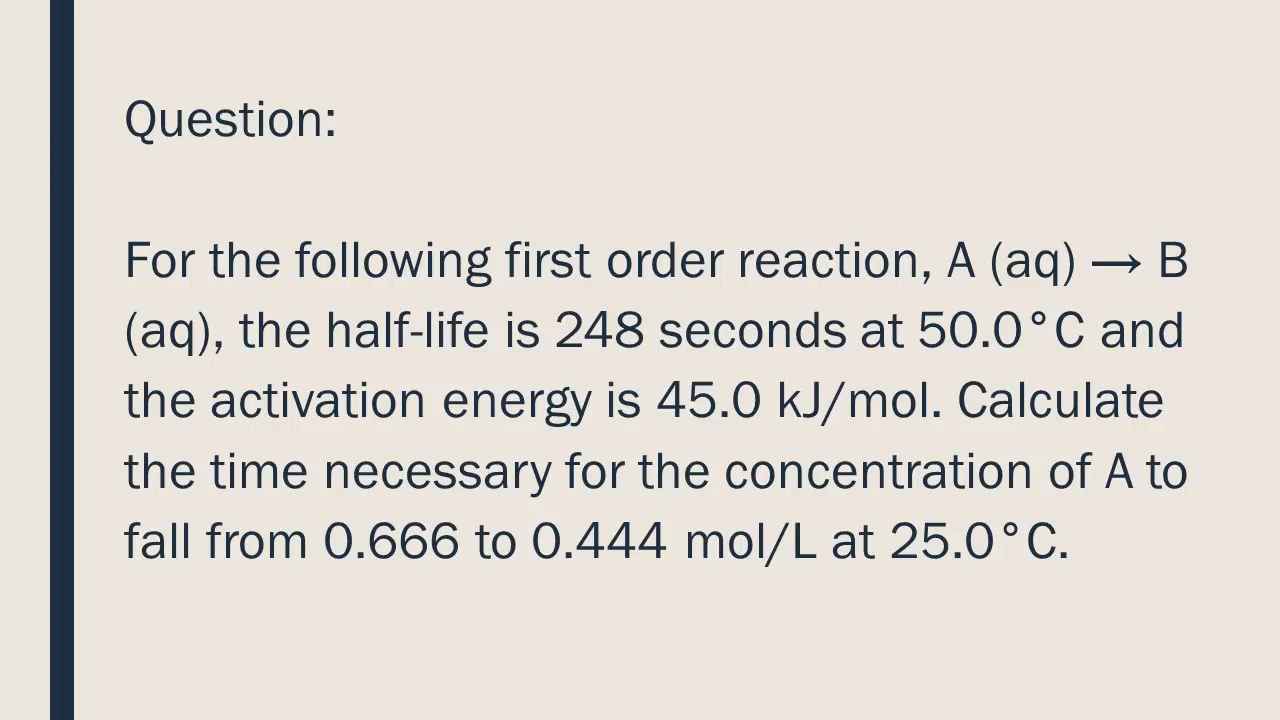 Question:
For the following first order reaction, A (aq) → B
(aq), the half-life is 248 seconds at 50.0°C and
the activation energy is 45.0 kJ/mol. Calculate
the time necessary for the concentration of A to
fall from 0.666 to 0.444 mol/L at 25.0°C.